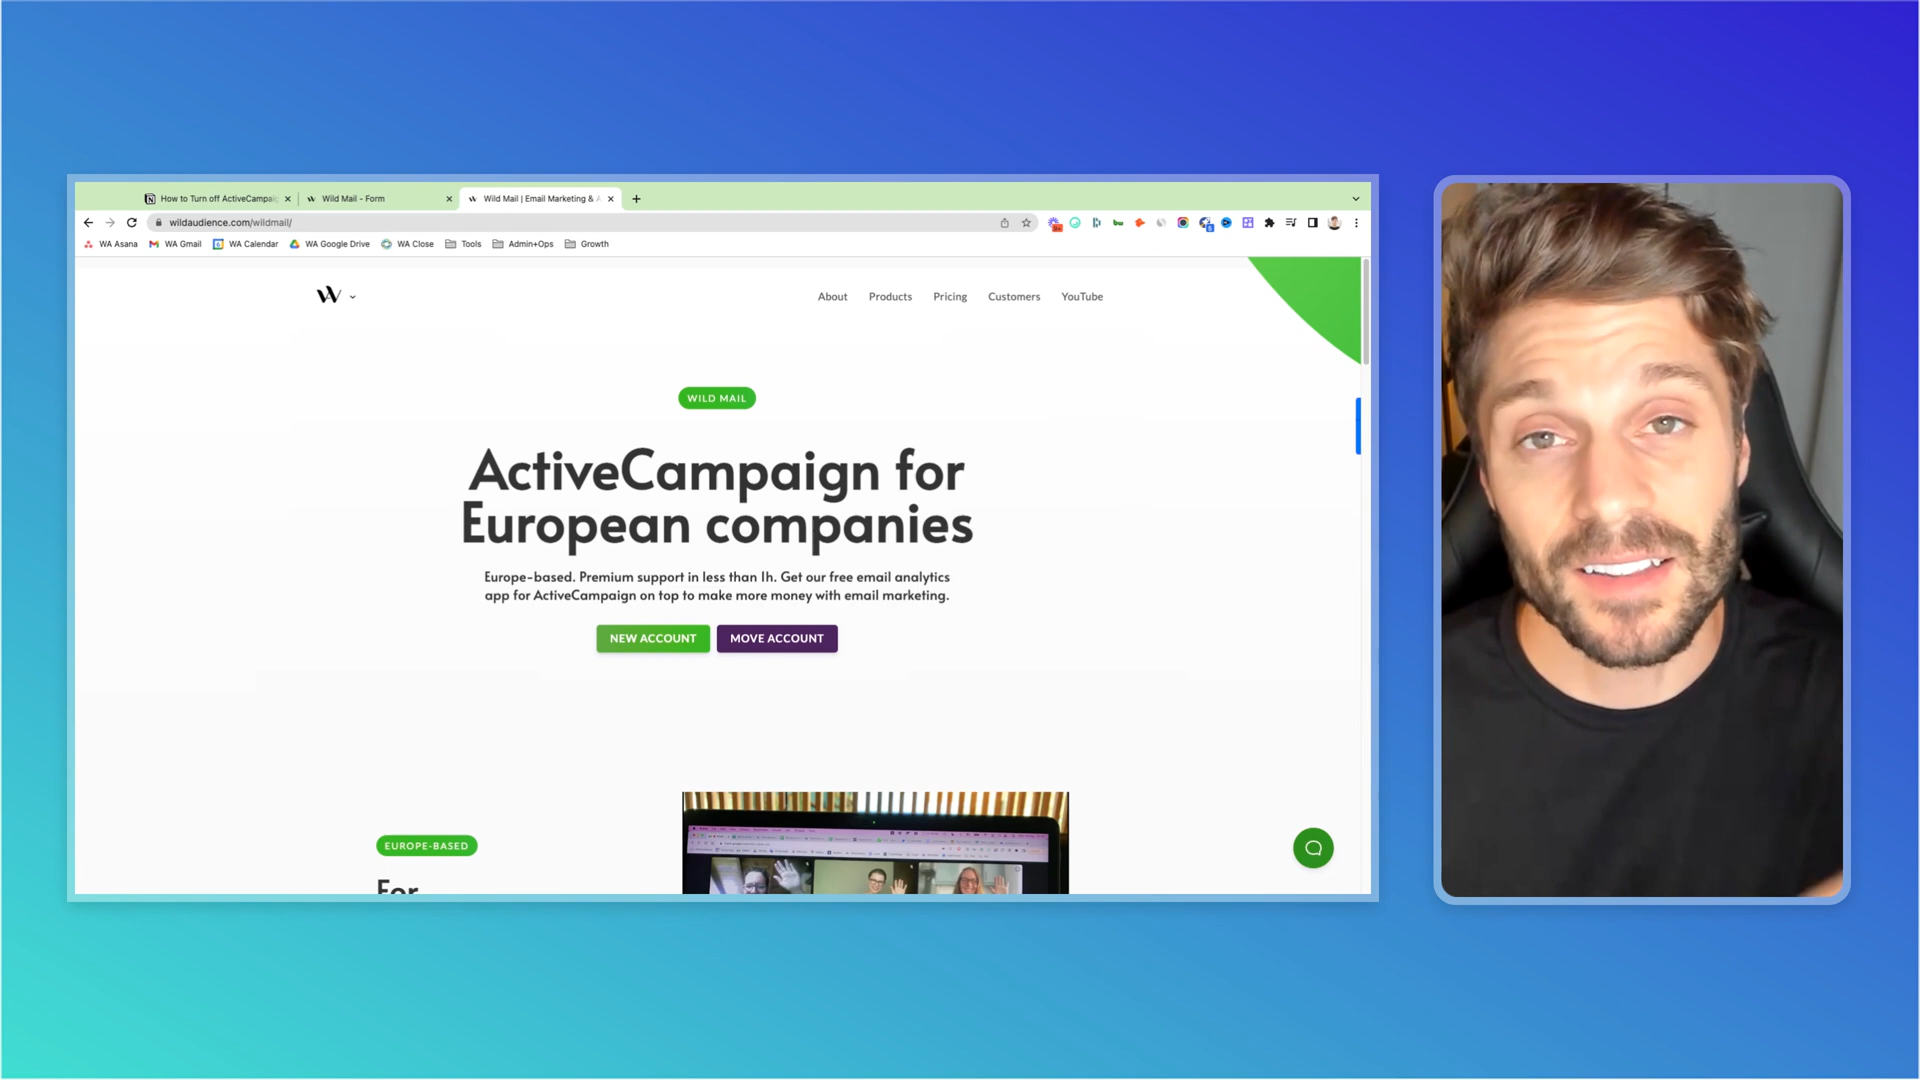 How to Turn off ActiveCampaig
Wild Mail - Form
Wild Mail | Email Marketing & A
wildaudience.com/wildmail/
WA Asana
WA Gmail
WA Calendar
WA Google Drive
WA Close
Tools
Admin+Ops
Growth
About
Products
Pricing
Customers
YouTube
WILD MAIL
ActiveCampaign for
European companies
Europe-based. Premium support in less than 1h. Get our free email analytics
app for ActiveCampaign on top to make more money with email marketing.
NEW ACCOUNT
MOVE ACCOUNT
EUROPE-BASED
For